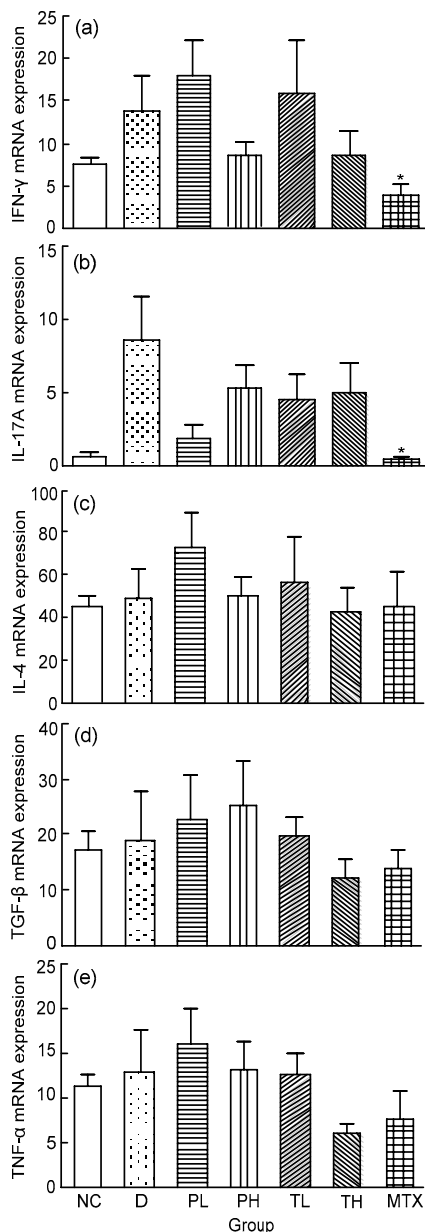 (a)
IFN-γ mRNA expression
25
20
15
10
5
0
*
(b)
IL-17A mRNA expression
15
10
5
0
*
(c)
IL-4 mRNA expression
100
80
60
40
20
0
(d)
TGF-β mRNA expression
40
30
20
10
0
(e)
TNF-α mRNA expression
25
20
15
10
5
0
NC D PL PH TL TH MTX
Group